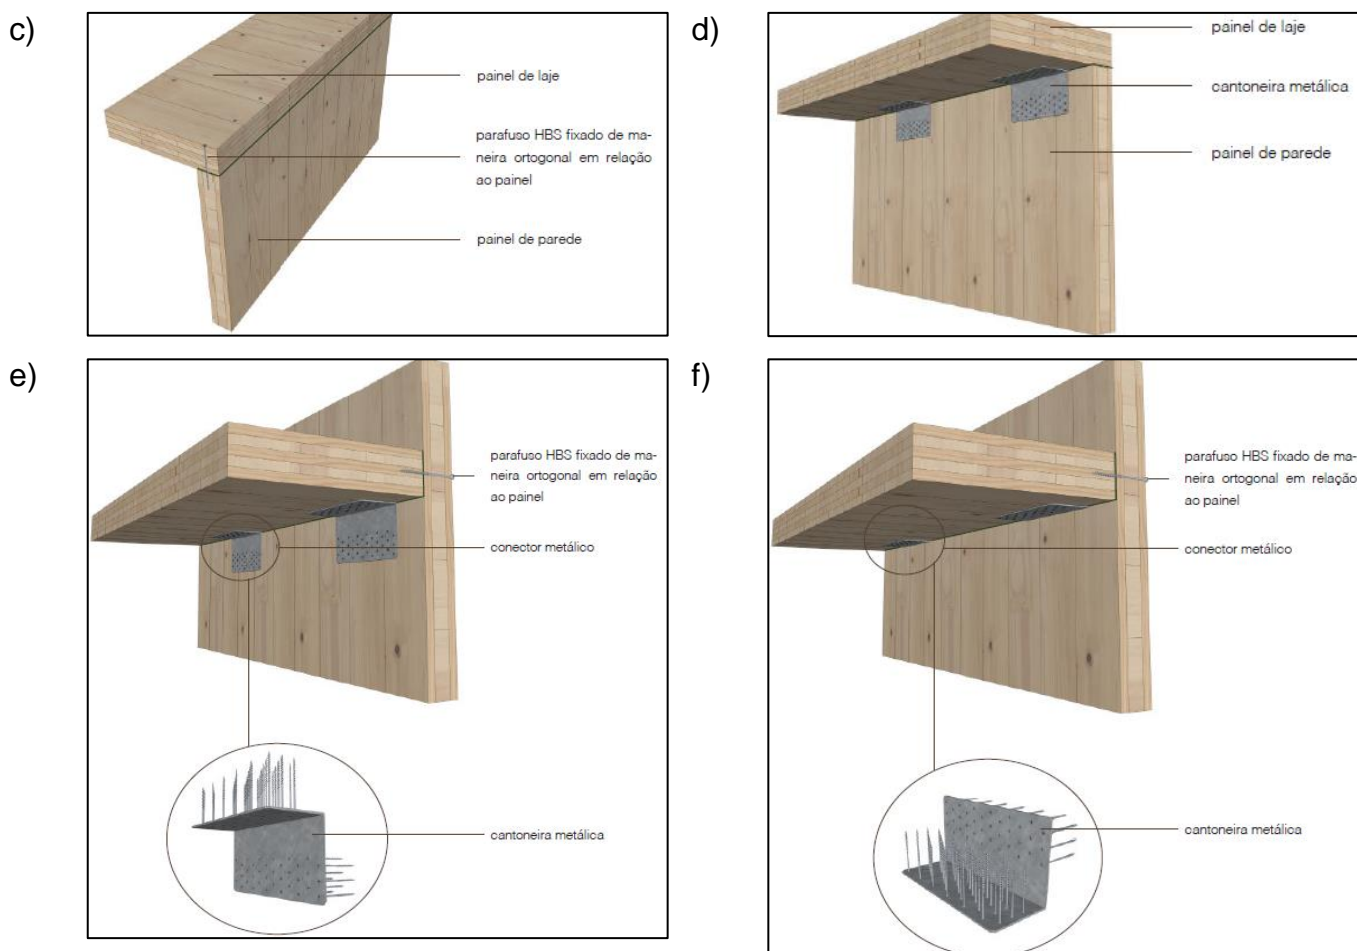 c)
painel de laje
parafuso HBS fixado de ma-
neira ortogonal em relação
ao painel
painel de parede
d)
painel de laje
cantoneira metálica
painel de parede
e)
parafuso HBS fixado de ma-
neira ortogonal em relação
ao painel
conector metálico
cantoneira metálica
f)
parafuso HBS fixado de ma-
neira ortogonal em relação
ao painel
conector metálico
cantoneira metálica